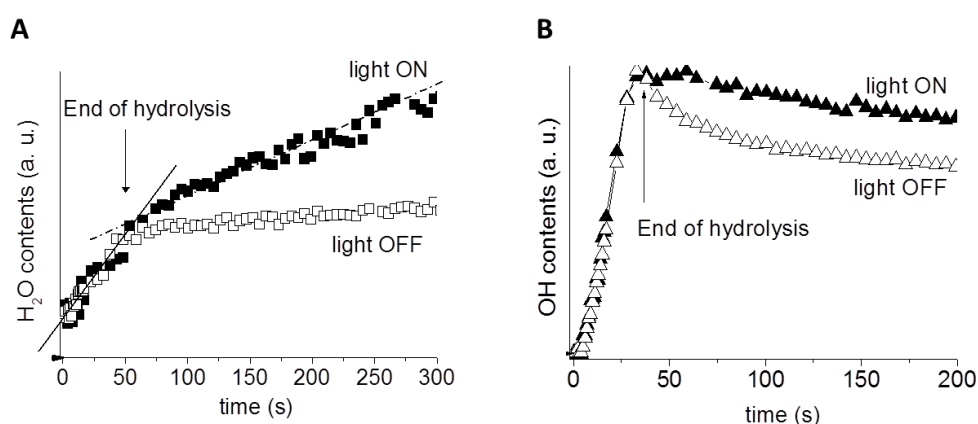 A
H₂O contents (a. u.)
light ON
End of hydrolysis
light OFF
0 50 100 150 200 250 300
time (s)
B
OH contents (a. u.)
light ON
light OFF
End of hydrolysis
0 50 100 150 200
time (s)